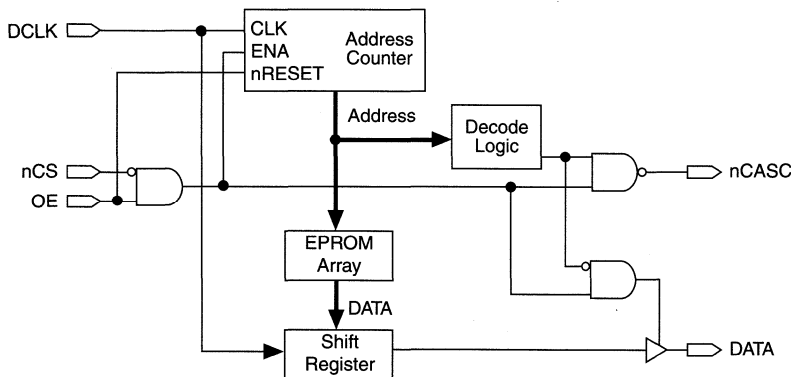 DCLK
CLK
ENA
nRESET
Address
Counter
Address
Decode
Logic
nCS
OE
nCASC
EPROM
Array
DATA
Shift
Register
DATA